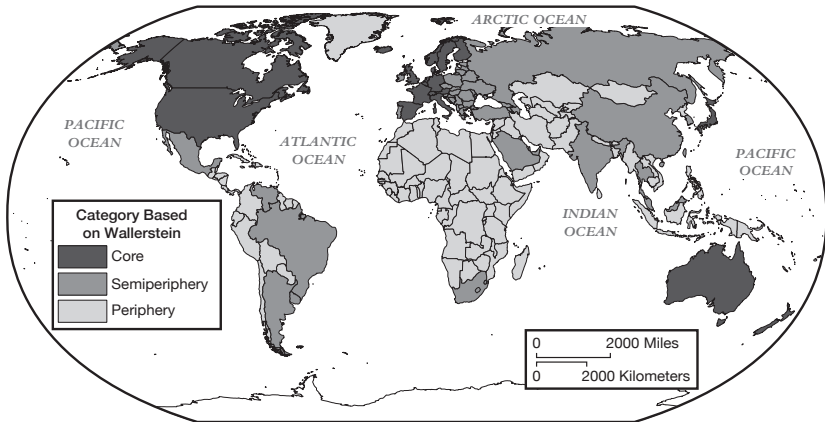 ARCTIC OCEAN
PACIFIC
OCEAN
ATLANTIC
OCEAN
PACIFIC
OCEAN
INDIAN
OCEAN
Category Based
on Wallerstein
Core
Semiperiphery
Periphery
0 2000 Miles
0 2000 Kilometers